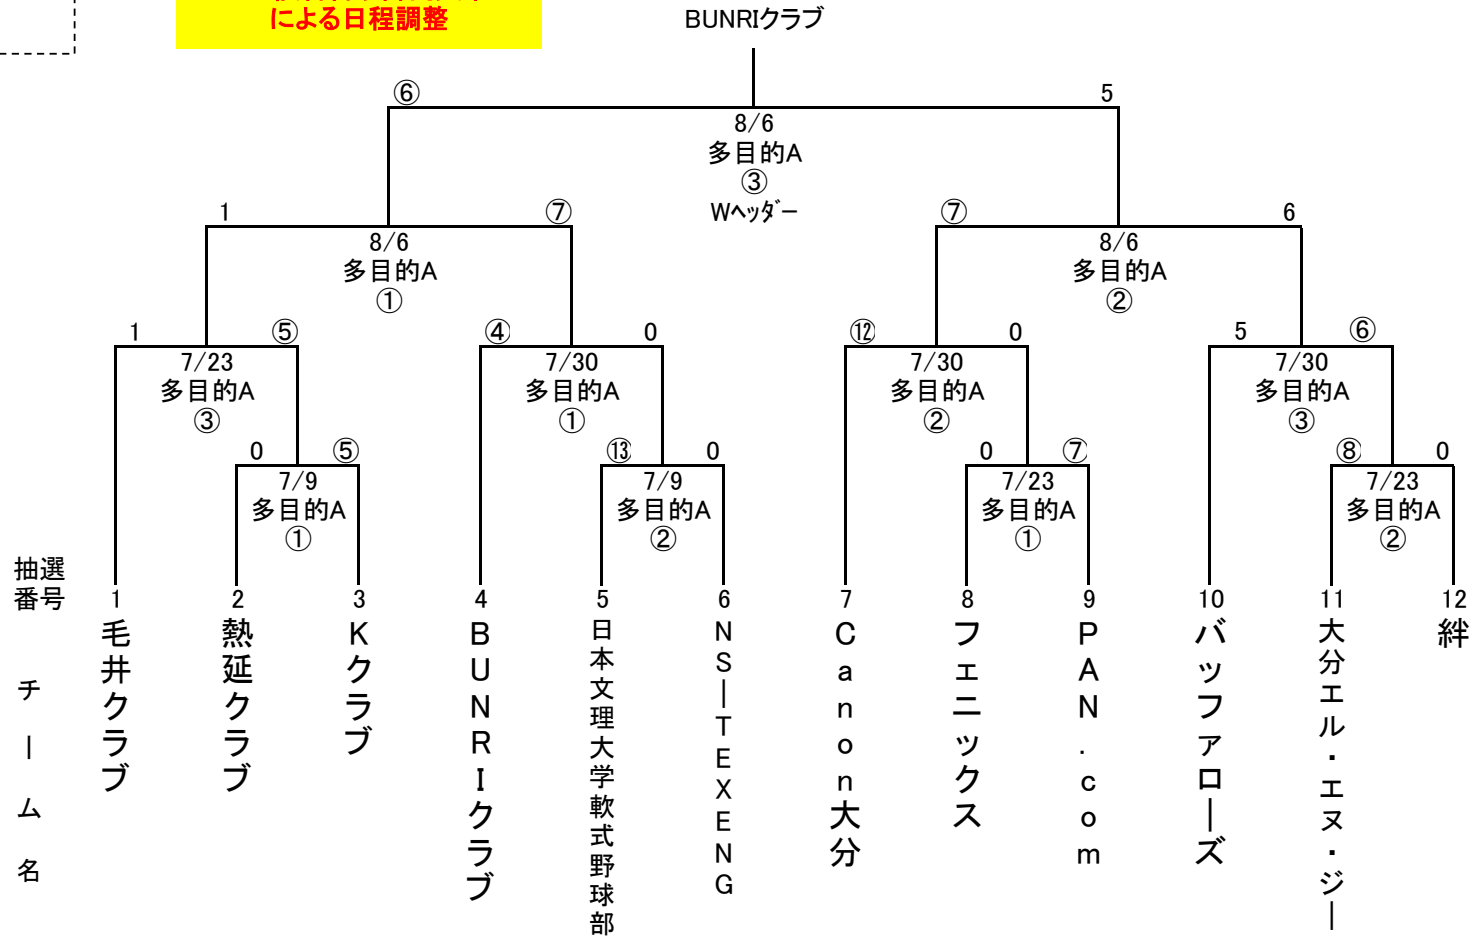 による日程調整
BUNRIクラブ
⑥ 5
8/6
多目的A
③
Wﾍｯﾀﾞｰ
1 ⑦ ⑦ 6
8/6 8/6
多目的A 多目的A
① ②
1 ⑤ ④ 0 ⑫ 0 5 ⑥
7/23 7/30 7/30 7/30
多目的A 多目的A 多目的A 多目的A
③ ① ② ③
0 ⑤ ⑬ 0 0 ⑦ ⑧ 0
7/9 7/9 7/23 7/23
多目的A 多目的A 多目的A 多目的A
① ② ① ②
抽選
番号
1 2 3 4 5 6 7 8 9 10 11 12
チーム名
毛井クラブ
熱延クラブ
Kクラブ
BUNRIクラブ
日本文理大学軟式野球部
NS－TEXENG
Canon大分
フェニックス
PAN.com
バッファローズ
大分エル・エヌ・ジー
絆